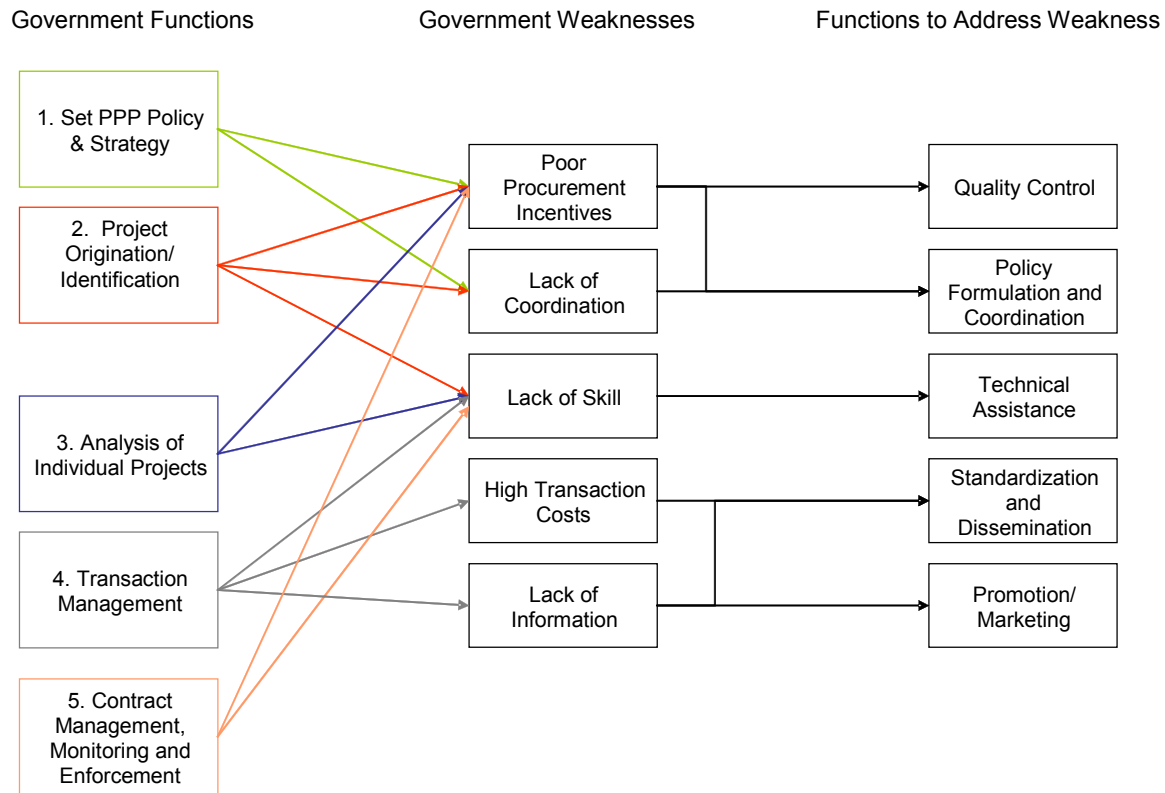 Government Functions
Government Weaknesses
Functions to Address Weakness
1. Set PPP Policy
& Strategy
2. Project
Origination/
Identification
3. Analysis of
Individual Projects
4. Transaction
Management
5. Contract
Management,
Monitoring and
Enforcement
Poor
Procurement
Incentives
Lack of
Coordination
Lack of Skill
High Transaction
Costs
Lack of
Information
Quality Control
Policy
Formulation and
Coordination
Technical
Assistance
Standardization
and
Dissemination
Promotion/
Marketing